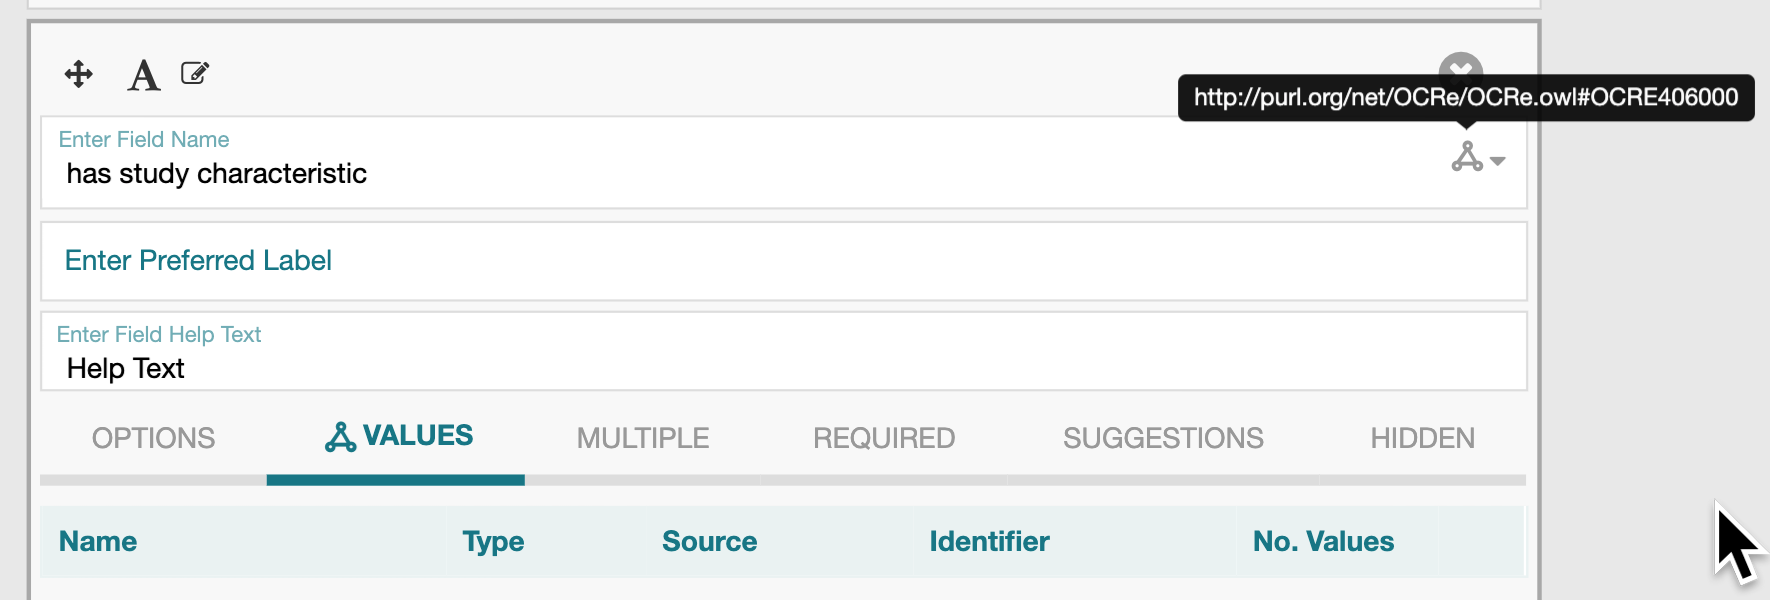 A
http://purl.org/net/OCRe/OCRe.owl#OCRE406000
Enter Field Name
has study characteristic
Enter Preferred Label
Enter Field Help Text
Help Text
OPTIONS VALUES MULTIPLE REQUIRED SUGGESTIONS HIDDEN
Name Type Source Identifier No. Values